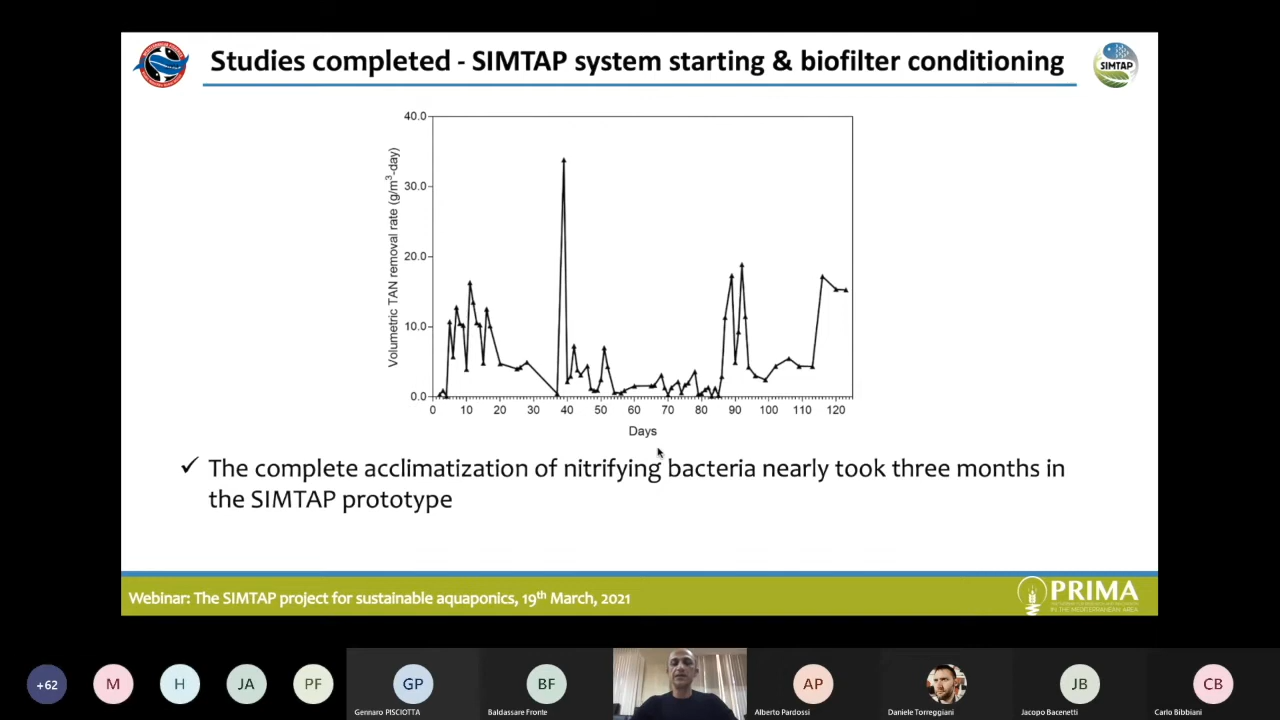 Studies completed - SIMTAP system starting & biofilter conditioning
SIMTAP
Volumetric TAN removal rate (g/m³-day)
40.0
30.0
20.0
10.0
0.0
0 10 20 30 40 50 60 70 80 90 100 110 120
Days
✓ The complete acclimatization of nitrifying bacteria nearly took three months in
the SIMTAP prototype
Webinar: The SIMTAP project for sustainable aquaponics, 19th March, 2021
PRIMA
IN THE MEDITERRANEAN AREA
+62 M H JA PF GP BF AP JB CB
Gennaro PISCIOTTA Baldassare Fronte Alberto Pardossi Daniele Torreggiani Jacopo Bacenetti Carlo Bibbiani